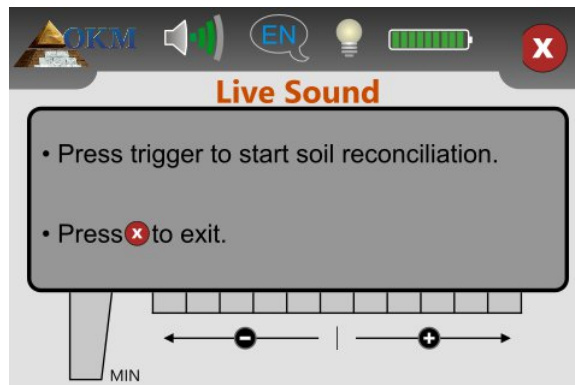 OKM
EN
X
Live Sound
• Press trigger to start soil reconciliation.
• Press X to exit.
MIN